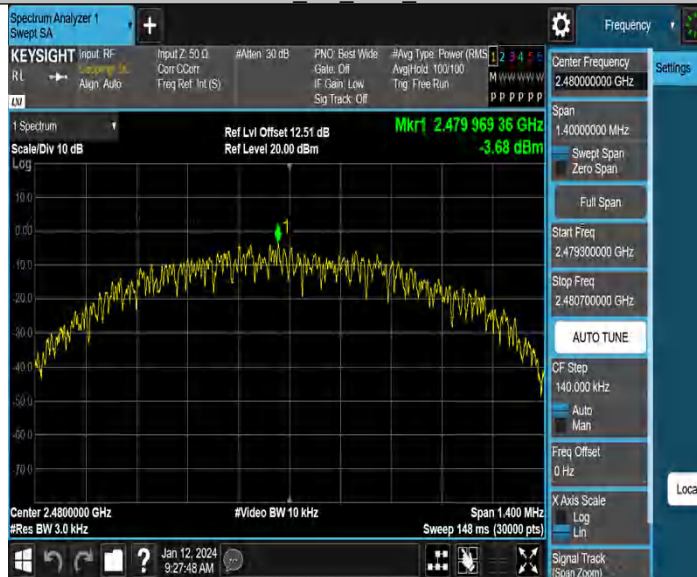 Spectrum Analyzer 1
Swept SA
+
Frequency
KEYSIGHT
RL
Input: RF
Coupling: DC
Align: Auto
Input Z: 50 Ω
Corr CCorr
Freq Ref: Int (S)
#Atten: 30 dB
PNO: Best Wide
Gate: Off
IF Gain: Low
Sig Track: Off
#Avg Type: Power (RMS
Avg|Hold: 100/100
Trig: Free Run
1 2 3 4 5 6
M W W W W W
P P P P P P
LXI
1 Spectrum
Scale/Div 10 dB
Log
Ref Lvl Offset 12.51 dB
Ref Level 20.00 dBm
Mkr1 2.479 969 36 GHz
-3.68 dBm
1
10.0
0.00
-10.0
-20.0
-30.0
-40.0
-50.0
-60.0
-70.0
Center 2.4800000 GHz
#Res BW 3.0 kHz
#Video BW 10 kHz
Span 1.400 MHz
Sweep 148 ms (30000 pts)
?
Jan 12, 2024
9:27:48 AM
Center Frequency
2.480000000 GHz
Span
1.40000000 MHz
Swept Span
Zero Span
Full Span
Start Freq
2.479300000 GHz
Stop Freq
2.480700000 GHz
AUTO TUNE
CF Step
140.000 kHz
Auto
Man
Freq Offset
0 Hz
X Axis Scale
Log
Lin
Signal Track
(Span Zoom)
Settings
Loca